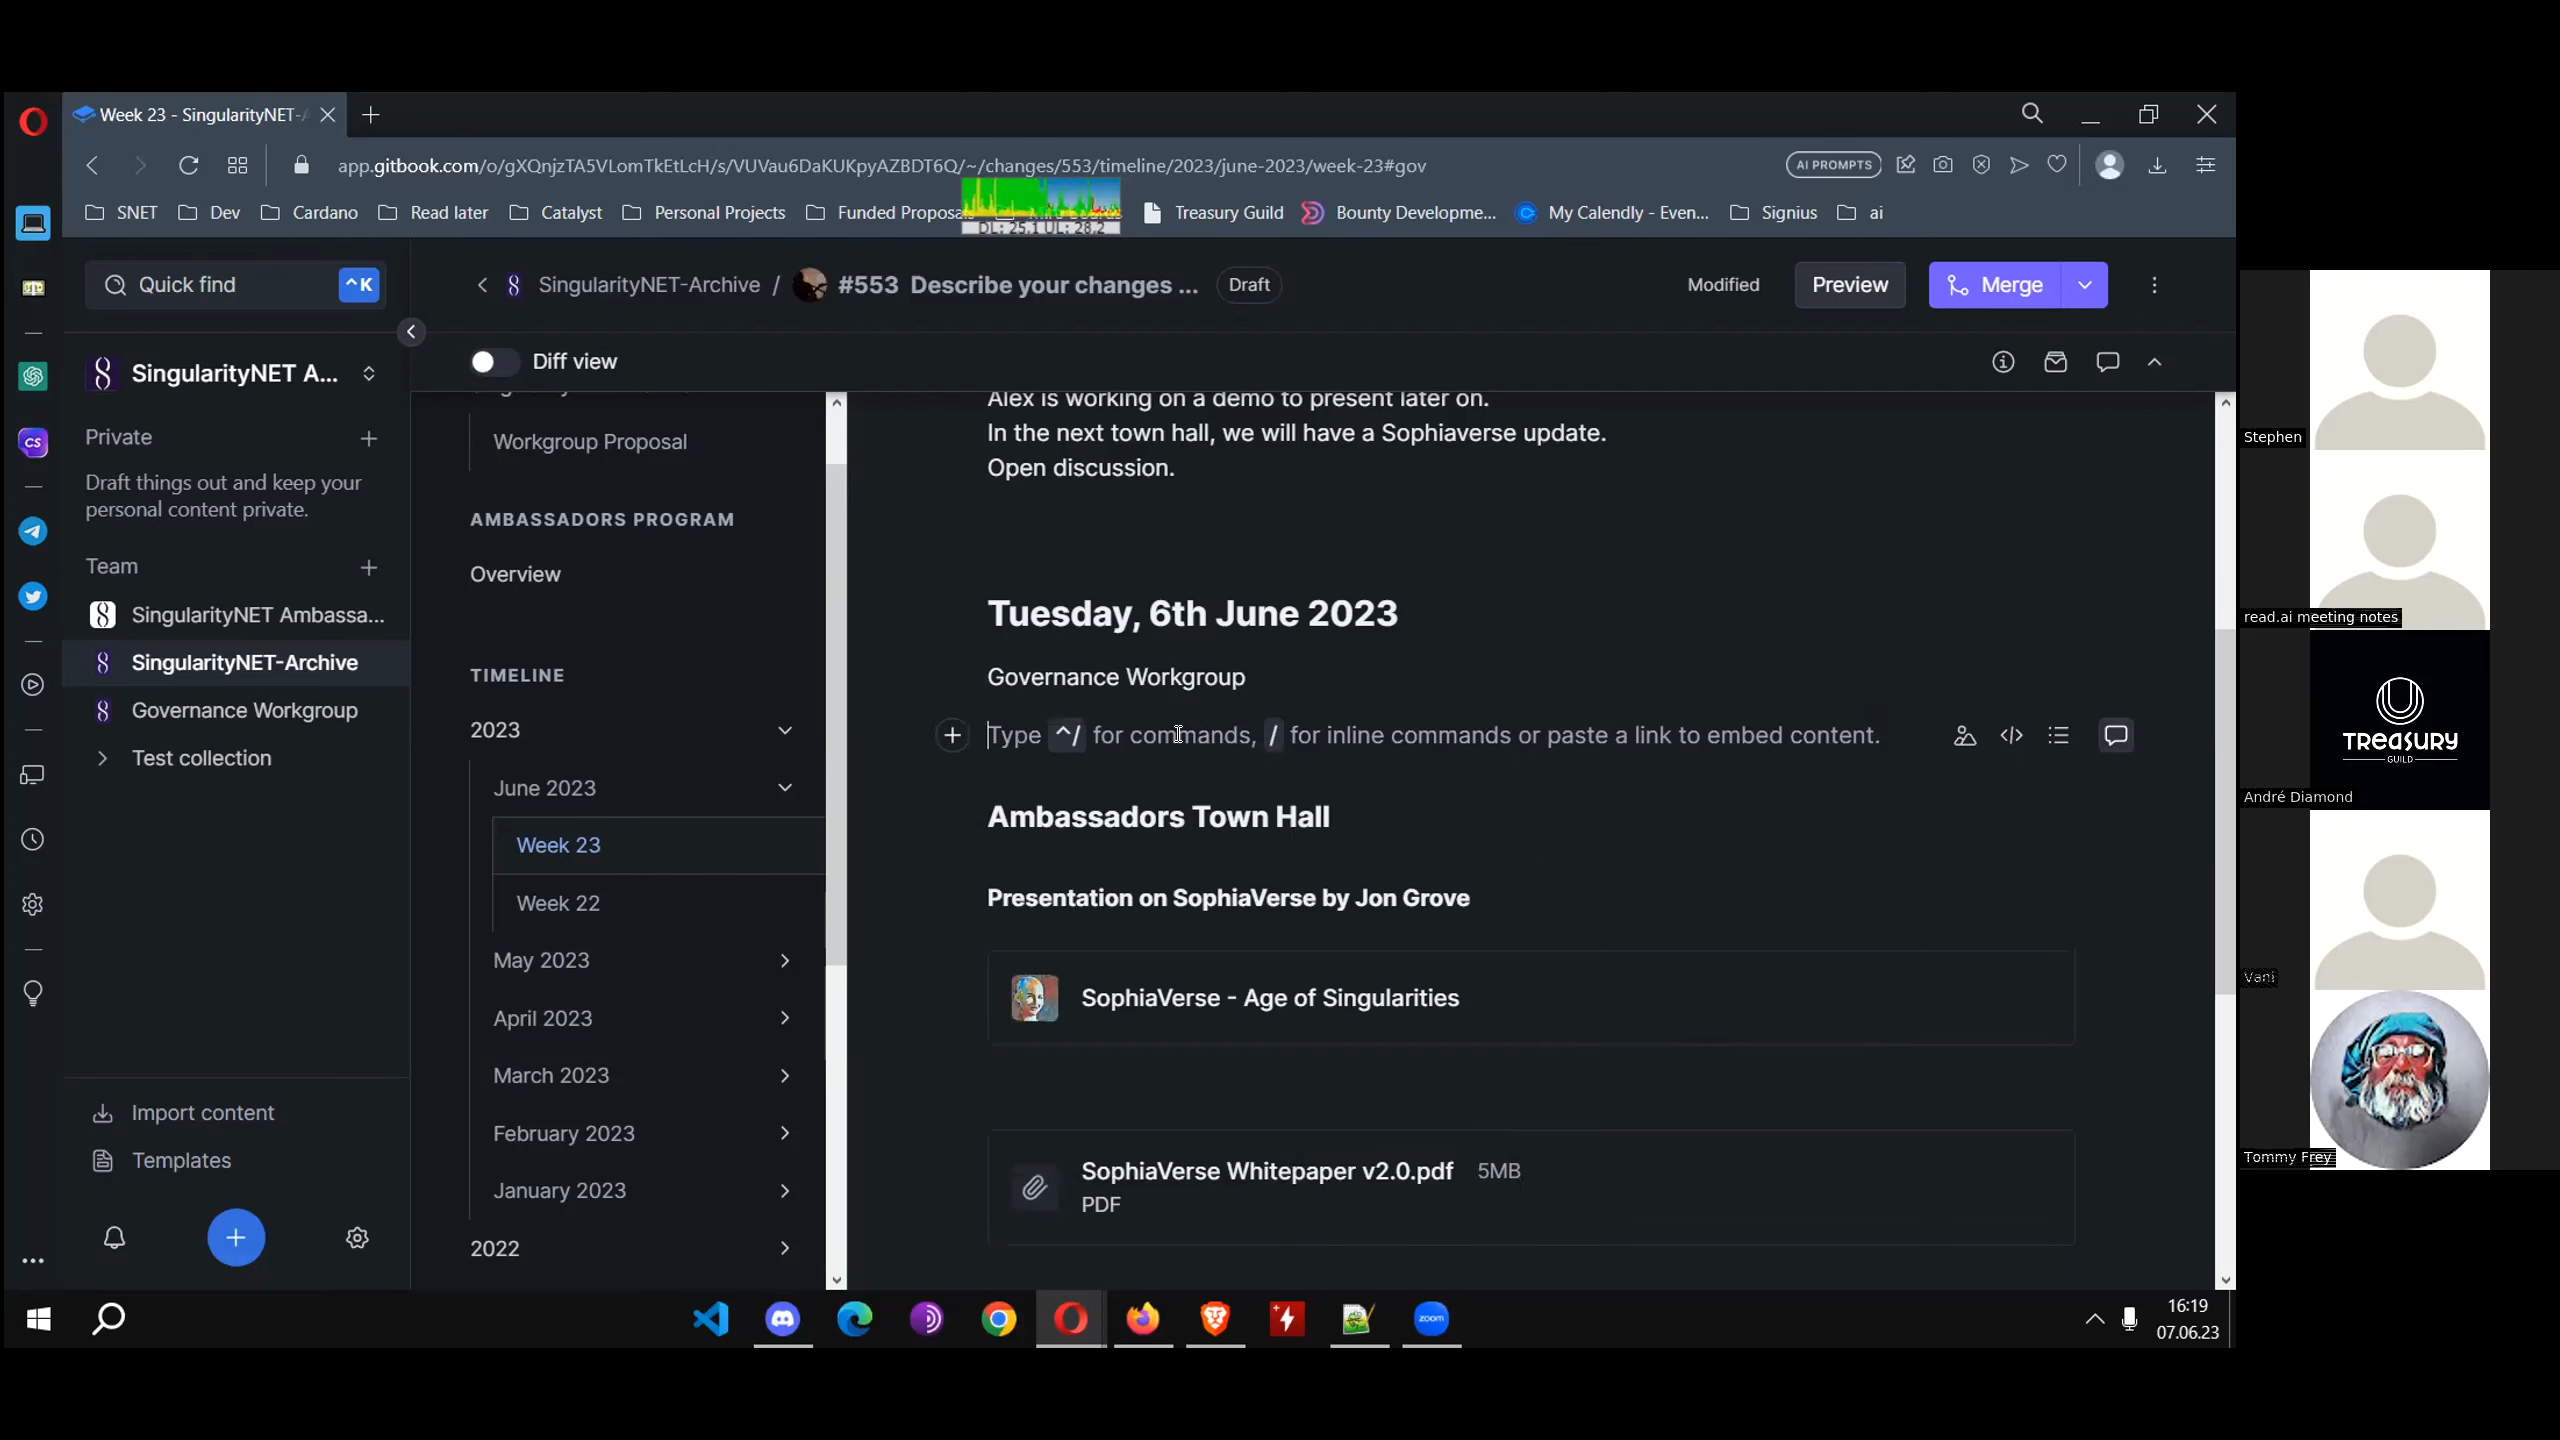 Week 23 - SingularityNET-A
app.gitbook.com/o/gXQnjzTA5VLomTkEtLcH/s/VUVau6DaKUKpyAZBDT6Q/~/changes/553/timeline/2023/june-2023/week-23#gov
AI PROMPTS
SNET
Dev
Cardano
Read later
Catalyst
Personal Projects
Funded Proposa
Treasury Guild
Bounty Developme...
My Calendly - Even...
Signius
ai
DL: 25.1 UL: 28.2
Quick find
^K
SingularityNET-Archive / #553 Describe your changes ...
Draft
Modified
Preview
Merge
Diff view
SingularityNET A...
Private
Draft things out and keep your
personal content private.
Team
SingularityNET Ambassa...
SingularityNET-Archive
Governance Workgroup
Test collection
Import content
Templates
Workgroup Proposal
AMBASSADORS PROGRAM
Overview
TIMELINE
2023
June 2023
Week 23
Week 22
May 2023
April 2023
March 2023
February 2023
January 2023
2022
Alex is working on a demo to present later on.
In the next town hall, we will have a Sophiaverse update.
Open discussion.
Tuesday, 6th June 2023
Governance Workgroup
Type ^/ for commands, / for inline commands or paste a link to embed content.
Ambassadors Town Hall
Presentation on SophiaVerse by Jon Grove
SophiaVerse - Age of Singularities
SophiaVerse Whitepaper v2.0.pdf 5MB
PDF
CS
zoom
16:19
07.06.23
Stephen
read.ai meeting notes
TREASURY
GUILD
André Diamond
Vani
Tommy Frey